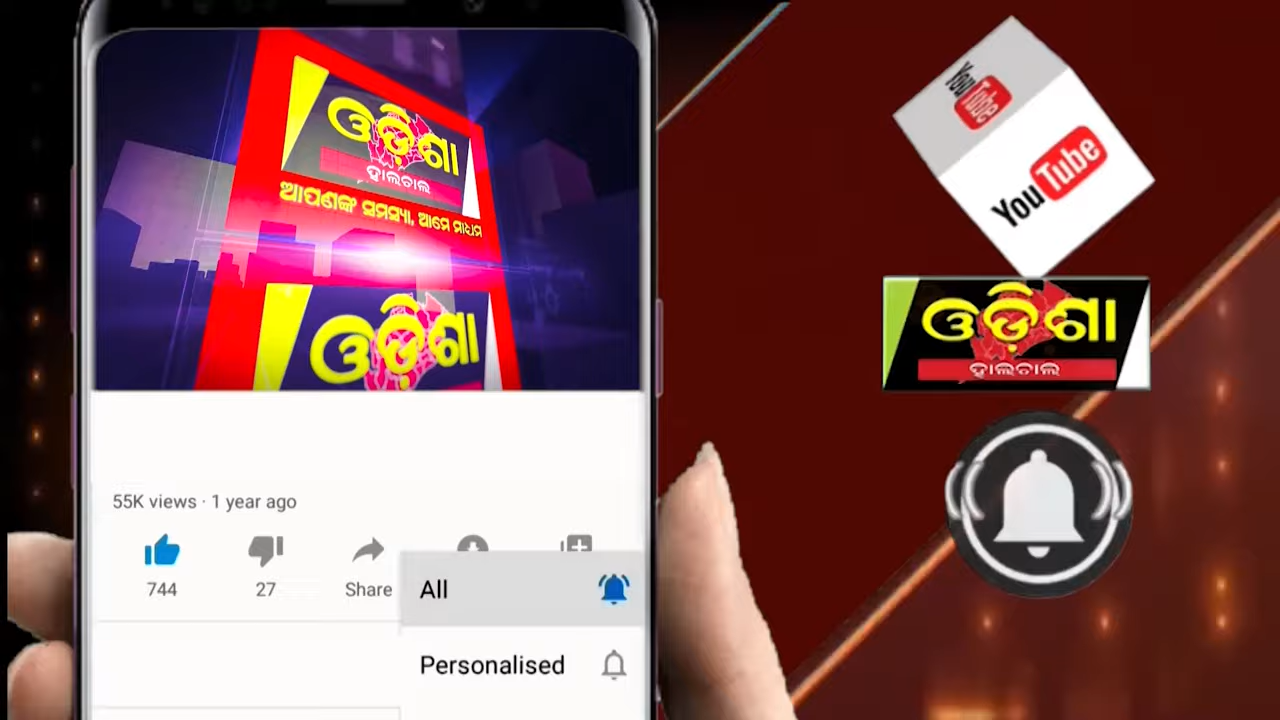 ଓଡ଼ିଶା
ହାଲଚାଲ
ଆପଣଙ୍କ ସମସ୍ୟା, ଆମେ ମାଧ୍ୟମ
ଓଡ଼ିଶା
55K views · 1 year ago
744
27
Share
All
Personalised
YouTube
YouTube
ଓଡ଼ିଶା
ହାଲଚାଲ